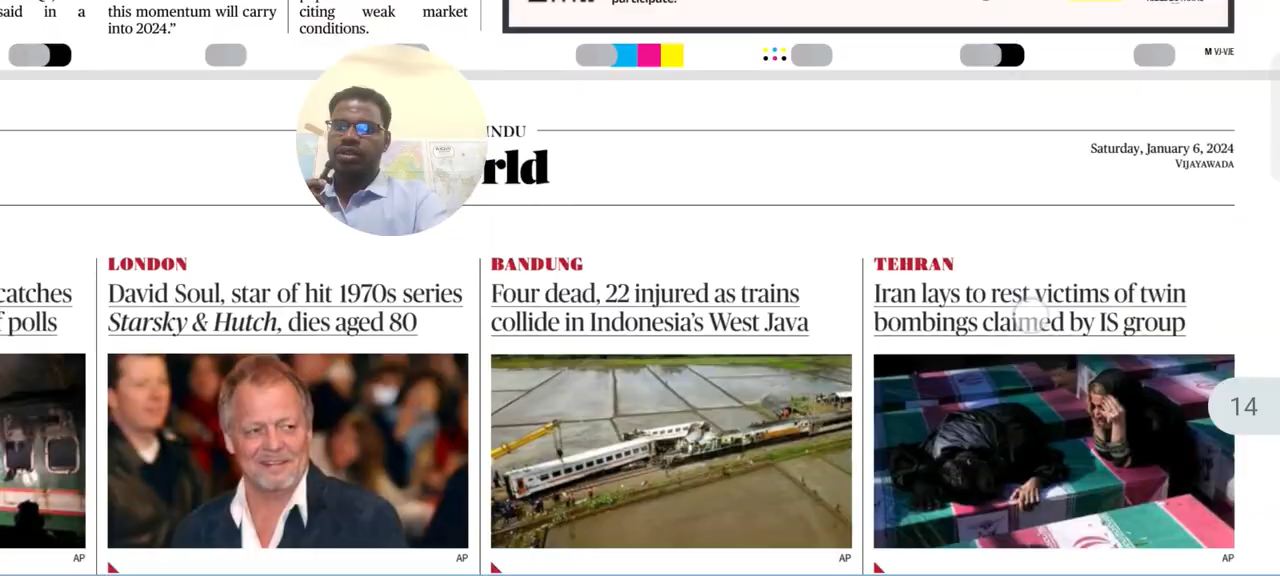 said in a
this momentum will carry
into 2024.”
citing weak market
conditions.
participate.
M VJ-VJE
INDU
rld
Saturday, January 6, 2024
VIJAYAWADA
catches
f polls
LONDON
David Soul, star of hit 1970s series
Starsky & Hutch, dies aged 80
AP
AP
BANDUNG
Four dead, 22 injured as trains
collide in Indonesia’s West Java
AP
TEHRAN
Iran lays to rest victims of twin
bombings claimed by IS group
AP
14